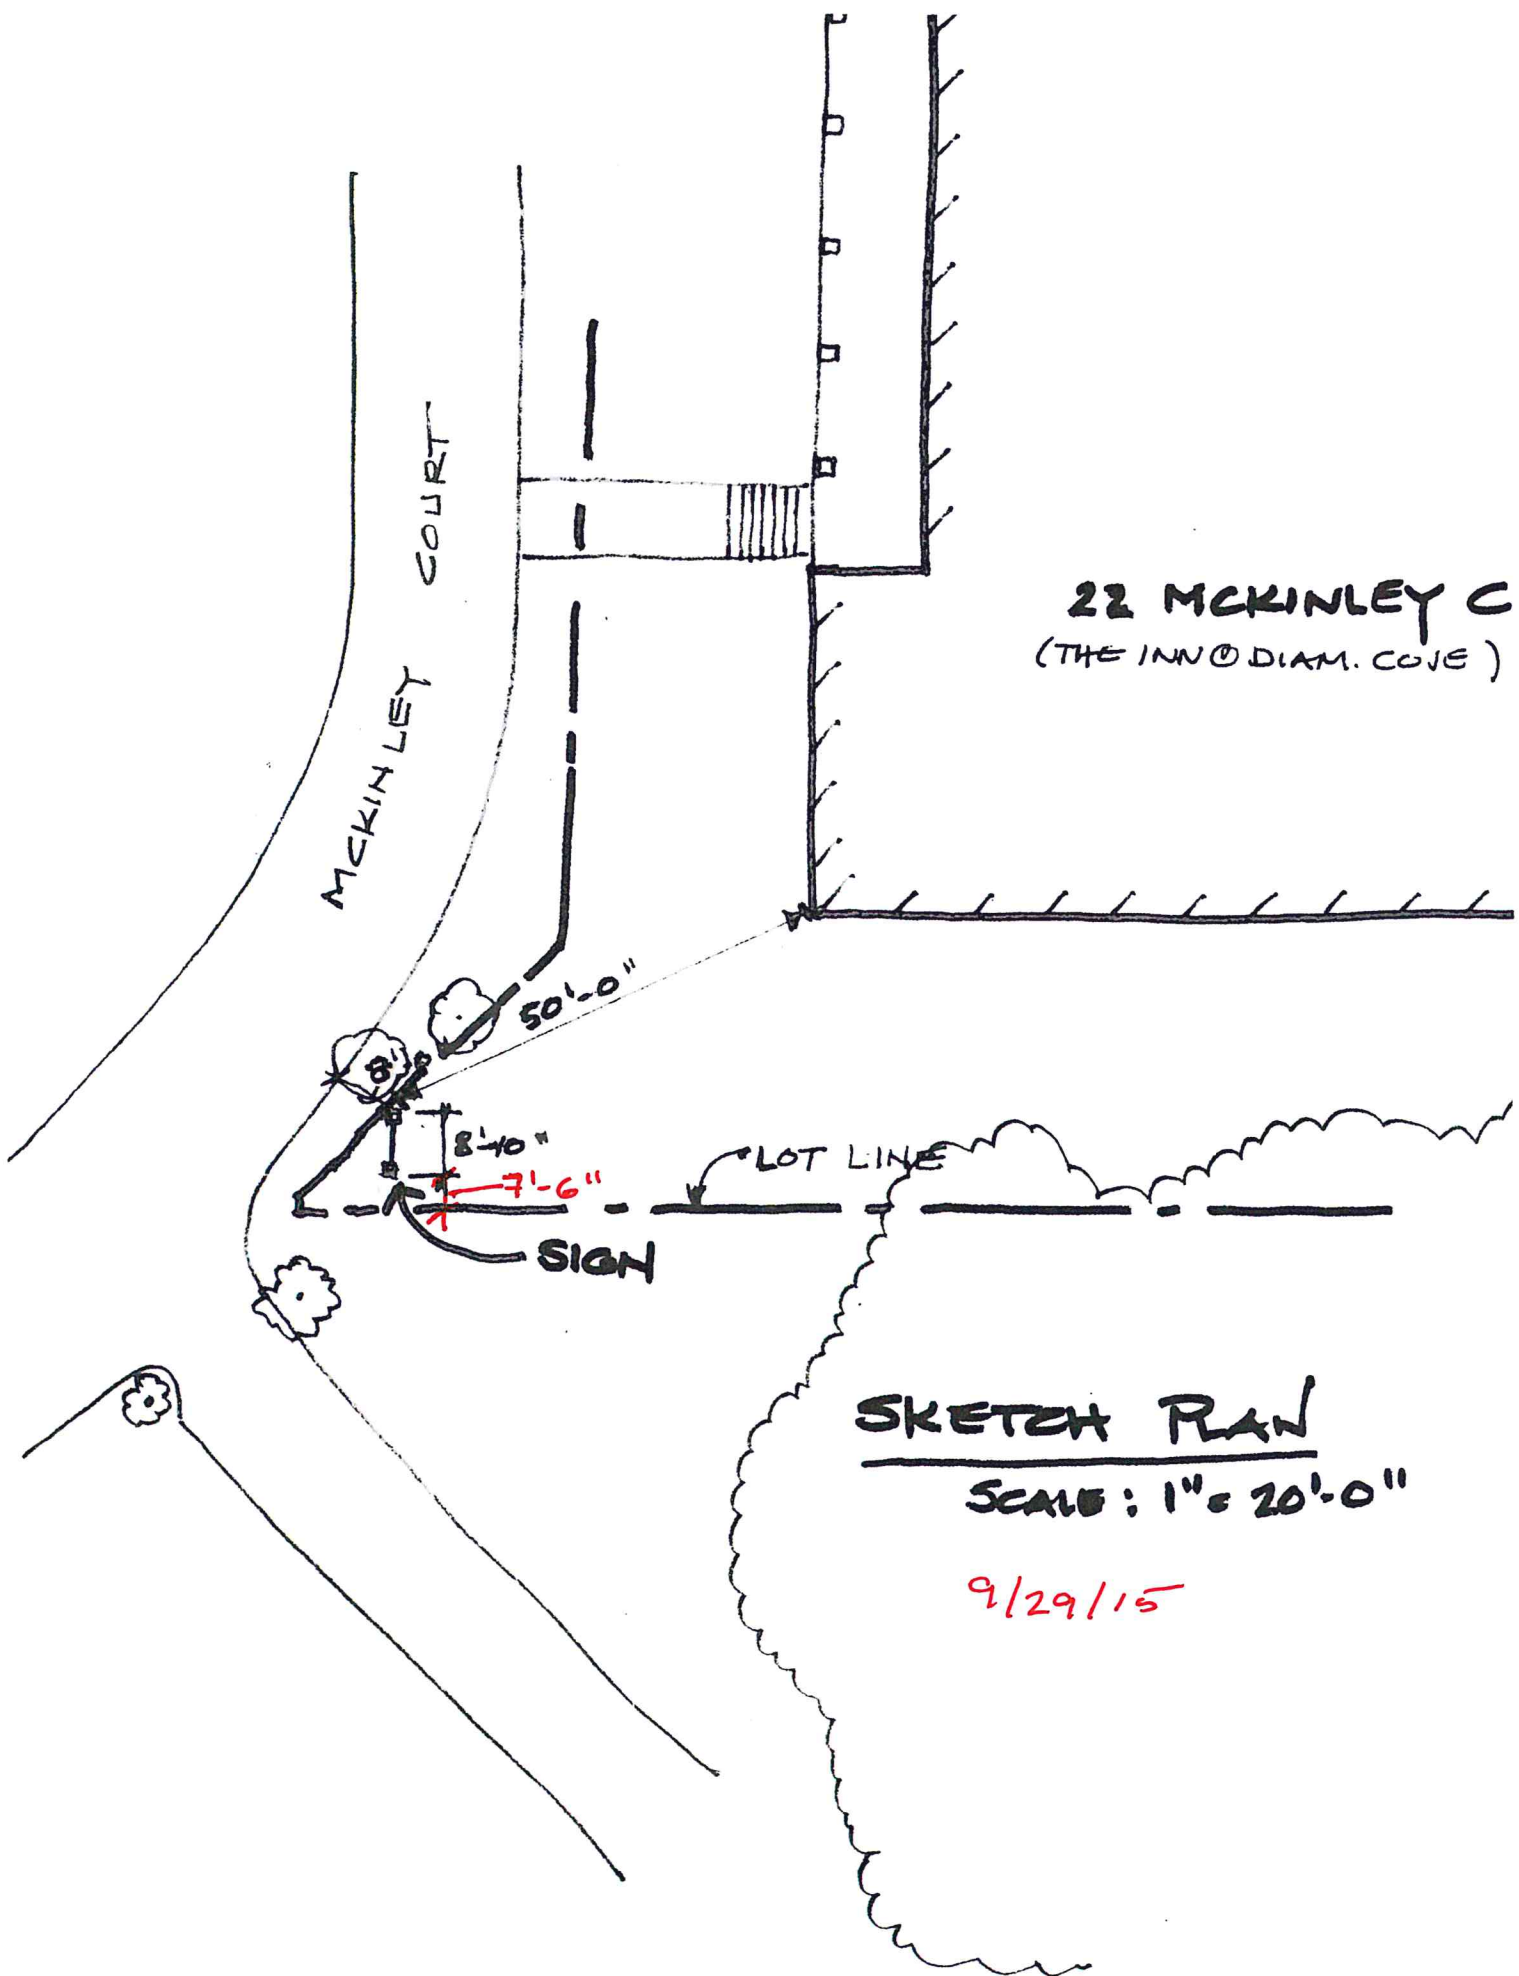 MCKINLEY COURT
22 MCKINLEY C
(THE INN @ DIAM. COVE)
50'-0"
8'
8'-10"
7'-6"
LOT LINE
SIGN
SKETCH PLAN
SCALE: 1" = 20'-0"
9/29/15